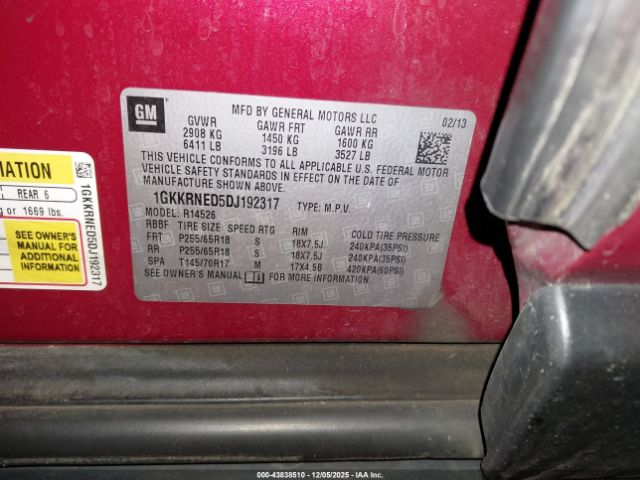 GM
MFD BY GENERAL MOTORS LLC 02/13
GVWR GAWR FRT GAWR RR
2908 KG 1450 KG 1600 KG
6411 LB 3196 LB 3527 LB
THIS VEHICLE CONFORMS TO ALL APPLICABLE U.S. FEDERAL MOTOR
VEHICLE SAFETY STANDARDS IN EFFECT ON THE DATE OF
MANUFACTURE SHOWN ABOVE.
1GKKRNED5DJ192317 TYPE: M.P.V.
MODEL: R14526
RBBF TIRE SIZE SPEED RTG RIM COLD TIRE PRESSURE
FRT P255/65R18 S 18X7.5J 240KPA(35PSI)
RR P255/65R18 S 18X7.5J 240KPA(35PSI)
SPA T145/70R17 M 17X4.5B 420KPA(60PSI)
SEE OWNER'S MANUAL FOR MORE INFORMATION.
REAR 6
1669 lbs.
SEE OWNER'S
MANUAL FOR
ADDITIONAL
INFORMATION
1GKKRNED5DJ192317
000-43838510 - 12/05/2025 - IAA Inc.